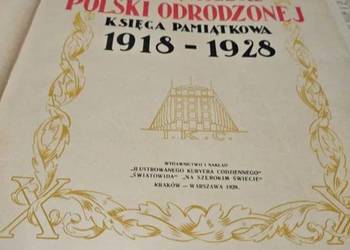 POLSKI ODRODZONEJ
KSIĘGA PAMIĄTKOWA
1918 - 1928
I.K.C.
WYDAWNICTWO I NAKŁAD
„ILUSTROWANEGO KURYERA CODZIENNEGO"
„ŚWIATOWIDA" „NA SZEROKIM ŚWIECIE"
KRAKÓW — WARSZAWA 1928.
X
X